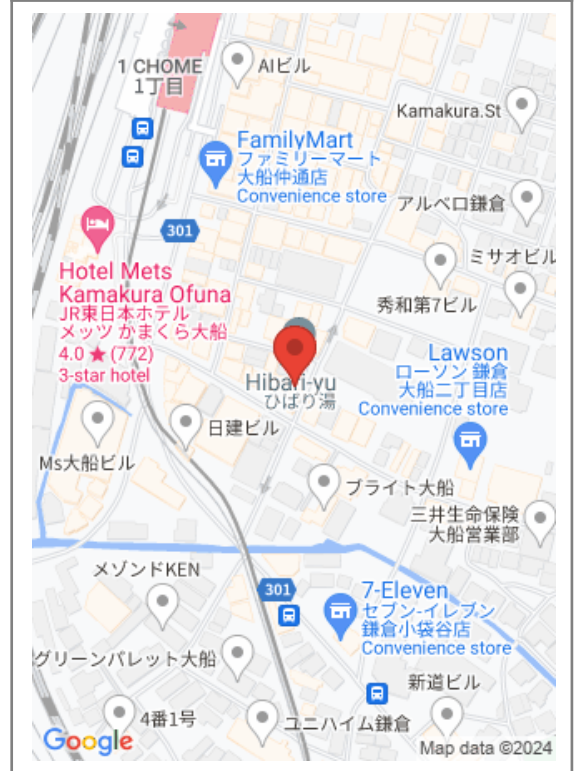 1 CHOME
1丁目
AIビル
Kamakura.St
FamilyMart
ファミリーマート
大船仲通店
Convenience store
アルベロ鎌倉
301
ミサオビル
Hotel Mets
Kamakura Ofuna
JR東日本ホテル
メッツ かまくら大船
4.0 ★ (772)
3-star hotel
秀和第7ビル
Hibari-yu
ひばり湯
Lawson
ローソン 鎌倉
大船二丁目店
Convenience store
日建ビル
Ms大船ビル
ブライト大船
三井生命保険
大船営業部
メゾンドKEN
301
7-Eleven
セブン-イレブン
鎌倉小袋谷店
Convenience store
グリーンパレット大船
新道ビル
4番1号
ユニハイム鎌倉
Google
Map data ©2024